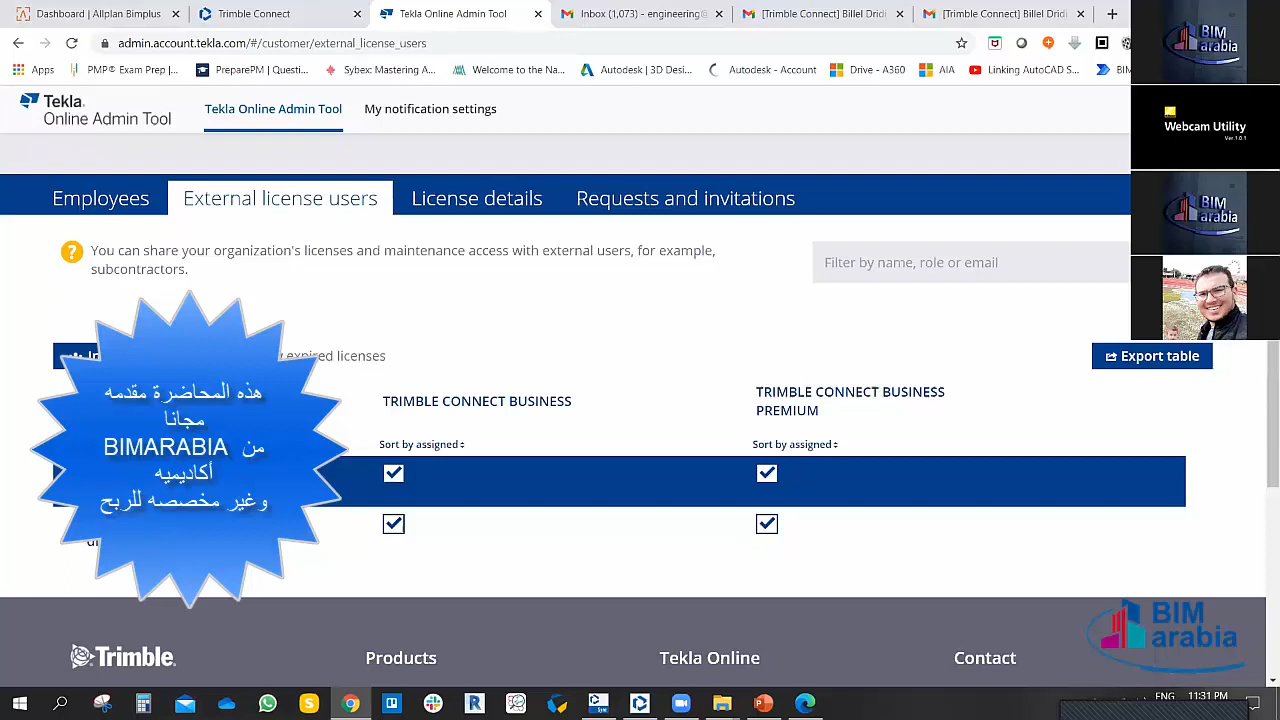 Dashboard | Allplan Bimplus
Trimble Connect
Tekla Online Admin Tool
Inbox (1,073) - engineering
[Trimble Connect] Billel Drid
[Trimble Connect] Billel Drid
admin.account.tekla.com/#/customer/external_license_users
Apps
PMP® Exam Prep |...
PreparePM | Questi...
Sybex: Mastering ...
Welcome to the Na...
Autodesk | 3D Desi...
Autodesk - Account
Drive - A360
AIA
Linking AutoCAD S...
BIM
Tekla
Online Admin Tool
Tekla Online Admin Tool
My notification settings
BIM
arabia
Webcam Utility
Ver.1.0.1
BIM
arabia
Employees
External license users
License details
Requests and invitations
You can share your organization's licenses and maintenance access with external users, for example,
subcontractors.
Filter by name, role or email
expired licenses
Export table
TRIMBLE CONNECT BUSINESS
TRIMBLE CONNECT BUSINESS
PREMIUM
Sort by assigned
Sort by assigned
هذه المحاضرة مقدمه
مجانا
من BIMARABIA
أكاديميه
وغير مخصصه للربح
Trimble.
Products
Tekla Online
Contact
BIM
arabia
ENG
11:31 PM